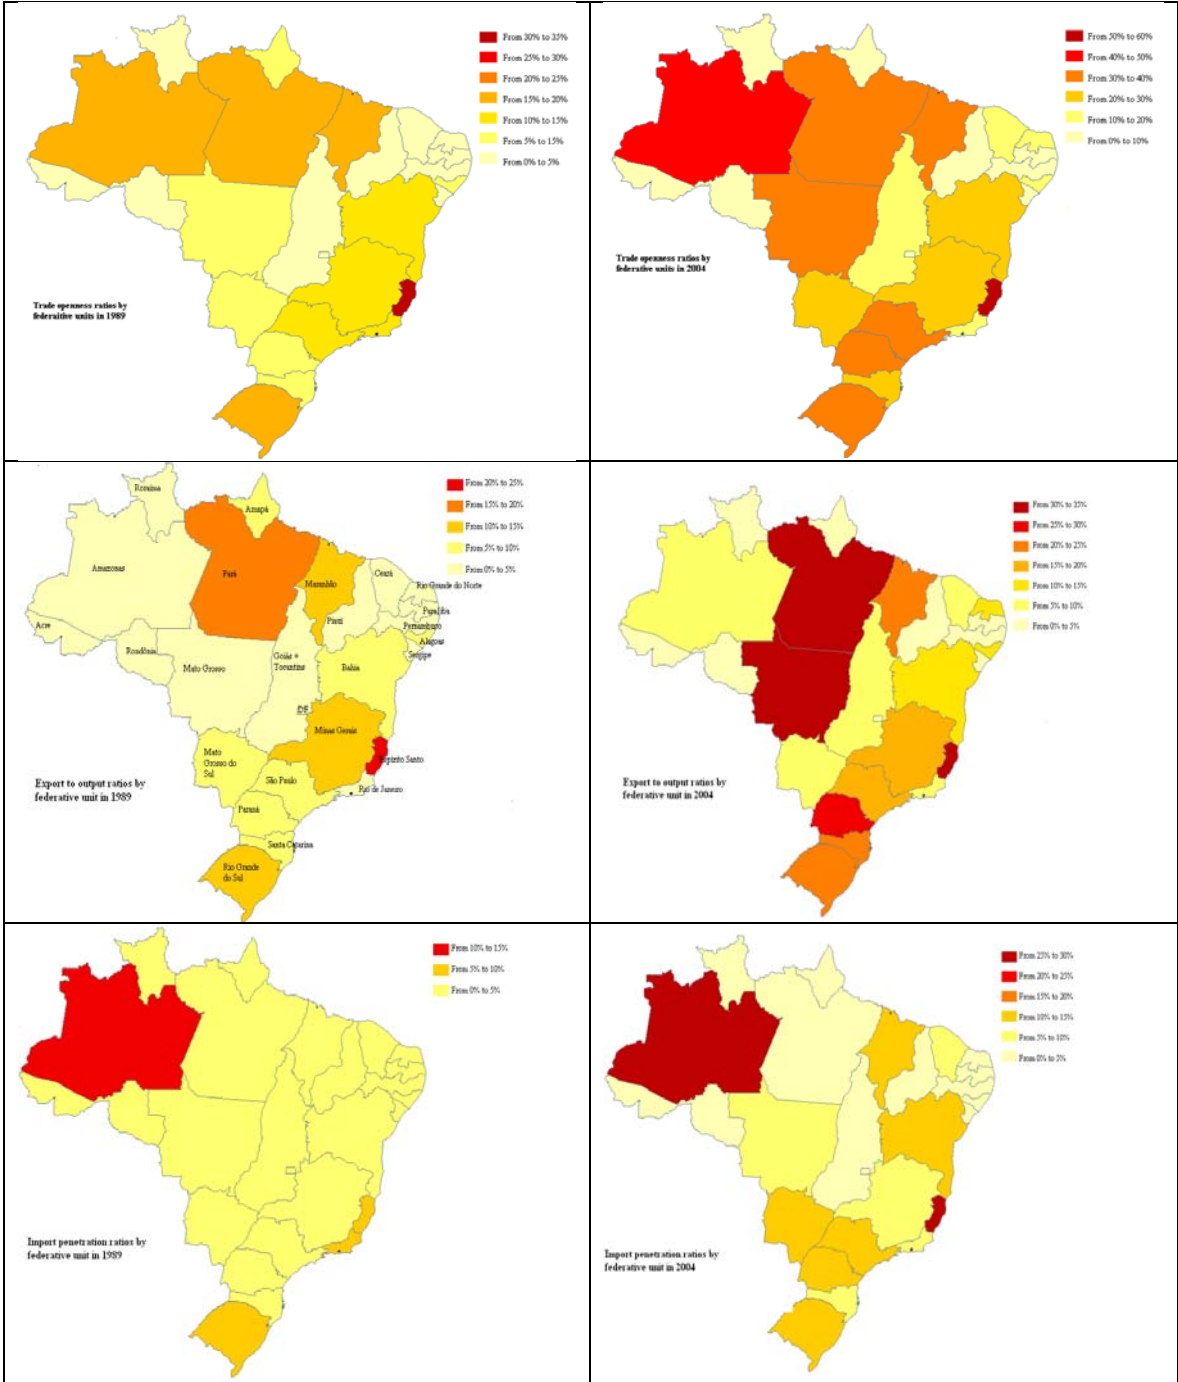 From 30% to 35%
From 25% to 30%
From 20% to 25%
From 15% to 20%
From 10% to 15%
From 5% to 15%
From 0% to 5%
Trade openness ratios by
federaitive units in 1989
From 50% to 60%
From 40% to 50%
From 30% to 40%
From 20% to 30%
From 10% to 20%
From 0% to 10%
Trade openness ratios by
federative units in 2004
From 20% to 25%
From 15% to 20%
From 10% to 15%
From 5% to 10%
From 0% to 5%
Roraima
Amapá
Amazonas
Pará
Maranhão
Ceará
Rio Grande do Norte
Paraíba
Pernambuco
Alagoas
Sergipe
Piauí
Acre
Rondônia
Mato Grosso
Goiás +
Tocantins
Bahia
DF
Minas Gerais
Espírito Santo
Mato
Grosso do
Sul
São Paulo
Rio de Janeiro
Paraná
Santa Catarina
Rio Grande
do Sul
Export to output ratios by
federative unit in 1989
From 30% to 35%
From 25% to 30%
From 20% to 25%
From 15% to 20%
From 10% to 15%
From 5% to 10%
From 0% to 5%
Export to output ratios by
federative unit in 2004
From 10% to 15%
From 5% to 10%
From 0% to 5%
Import penetration ratios by
federative unit in 1989
From 25% to 30%
From 20% to 25%
From 15% to 20%
From 10% to 15%
From 5% to 10%
From 0% to 5%
Import penetration ratios by
federative unit in 2004